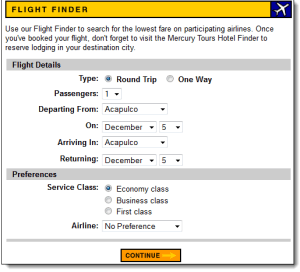 FLIGHT FINDER
Use our Flight Finder to search for the lowest fare on participating airlines. Once
you've booked your flight, don't forget to visit the Mercury Tours Hotel Finder to
reserve lodging in your destination city.
Flight Details
Type: Round Trip One Way
Passengers: 1
Departing From: Acapulco
On: December 5
Arriving In: Acapulco
Returning: December 5
Preferences
Service Class: Economy class
Business class
First class
Airline: No Preference
CONTINUE